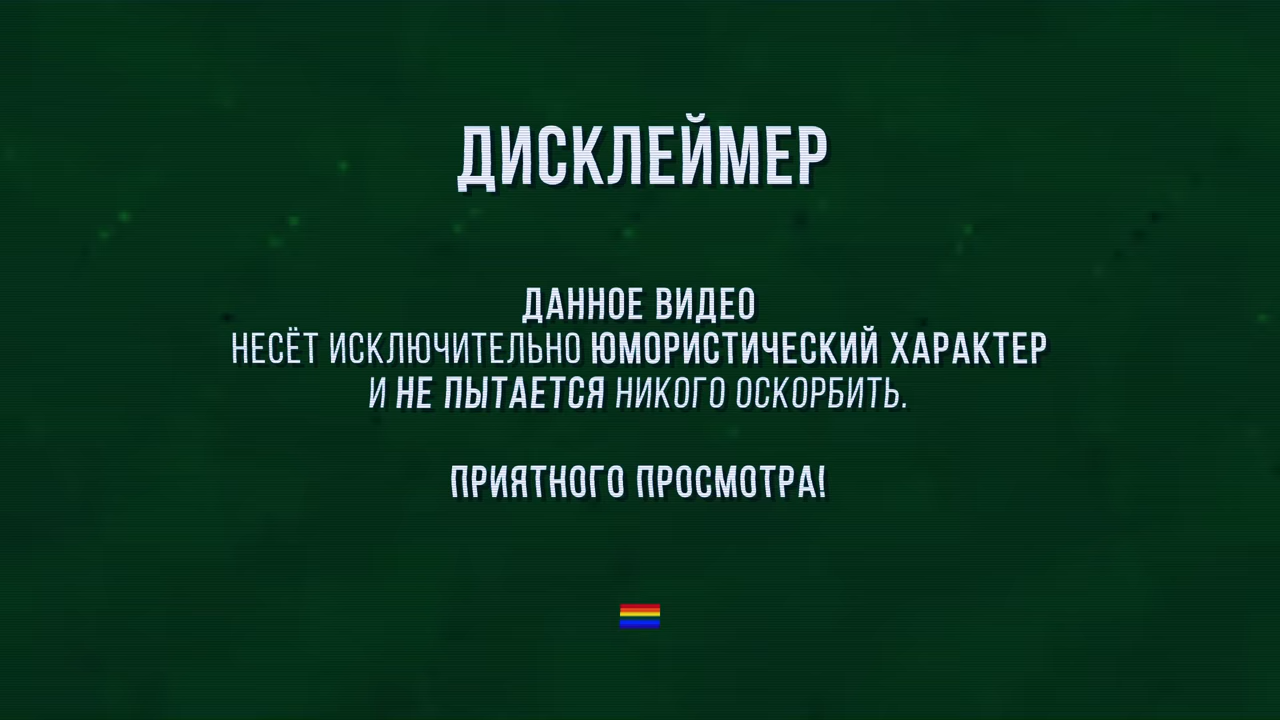 ДИСКЛЕЙМЕР
ДАННОЕ ВИДЕО
НЕСЁТ ИСКЛЮЧИТЕЛЬНО ЮМОРИСТИЧЕСКИЙ ХАРАКТЕР
И НЕ ПЫТАЕТСЯ НИКОГО ОСКОРБИТЬ.
ПРИЯТНОГО ПРОСМОТРА!